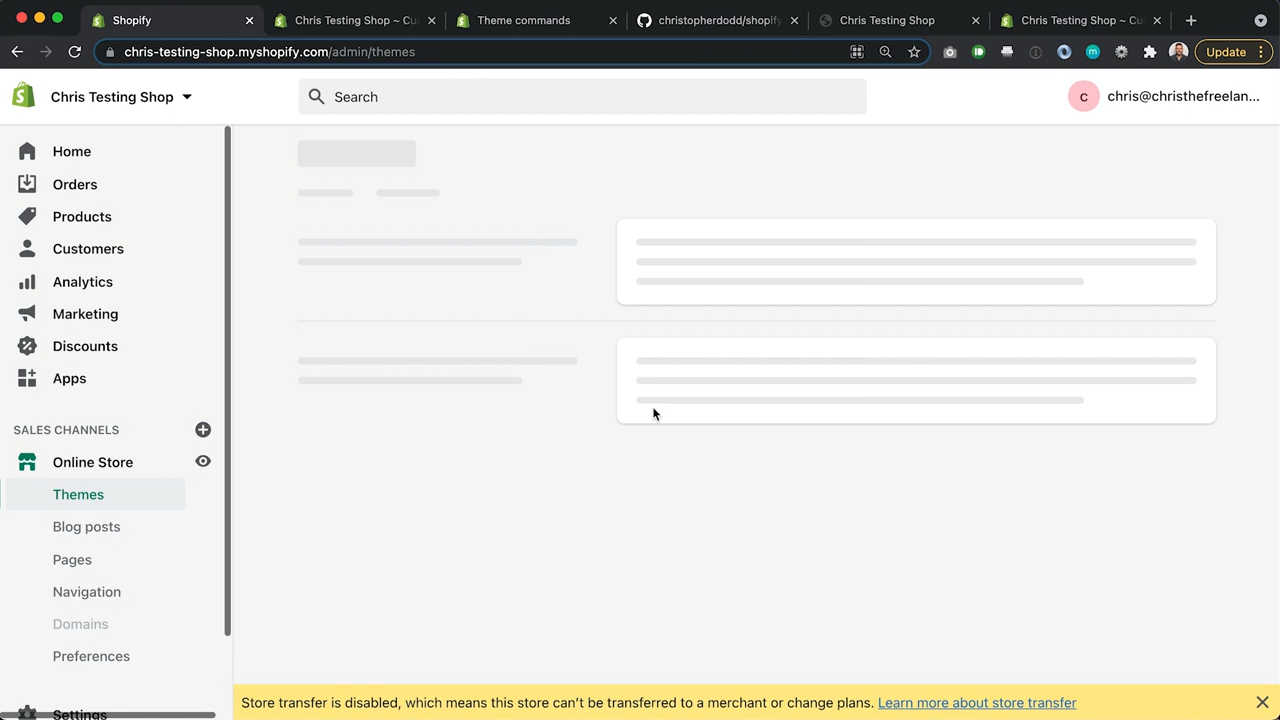 Shopify
Chris Testing Shop ~ Cu
Theme commands
christopherdodd/shopify
Chris Testing Shop
Chris Testing Shop ~ Cu
chris-testing-shop.myshopify.com/admin/themes
Update
Chris Testing Shop
Search
c
chris@christhefreelan...
Home
Orders
Products
Customers
Analytics
Marketing
Discounts
Apps
SALES CHANNELS
Online Store
Themes
Blog posts
Pages
Navigation
Domains
Preferences
Settings
Store transfer is disabled, which means this store can't be transferred to a merchant or change plans. Learn more about store transfer